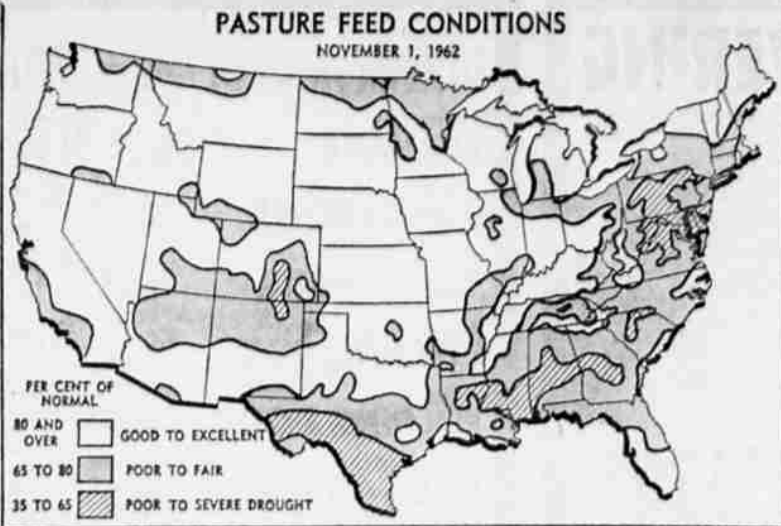 PASTURE FEED CONDITIONS
NOVEMBER 1, 1962
PER CENT OF
NORMAL
80 AND
OVER
GOOD TO EXCELLENT
65 TO 80
POOR TO FAIR
35 TO 65
POOR TO SEVERE DROUGHT